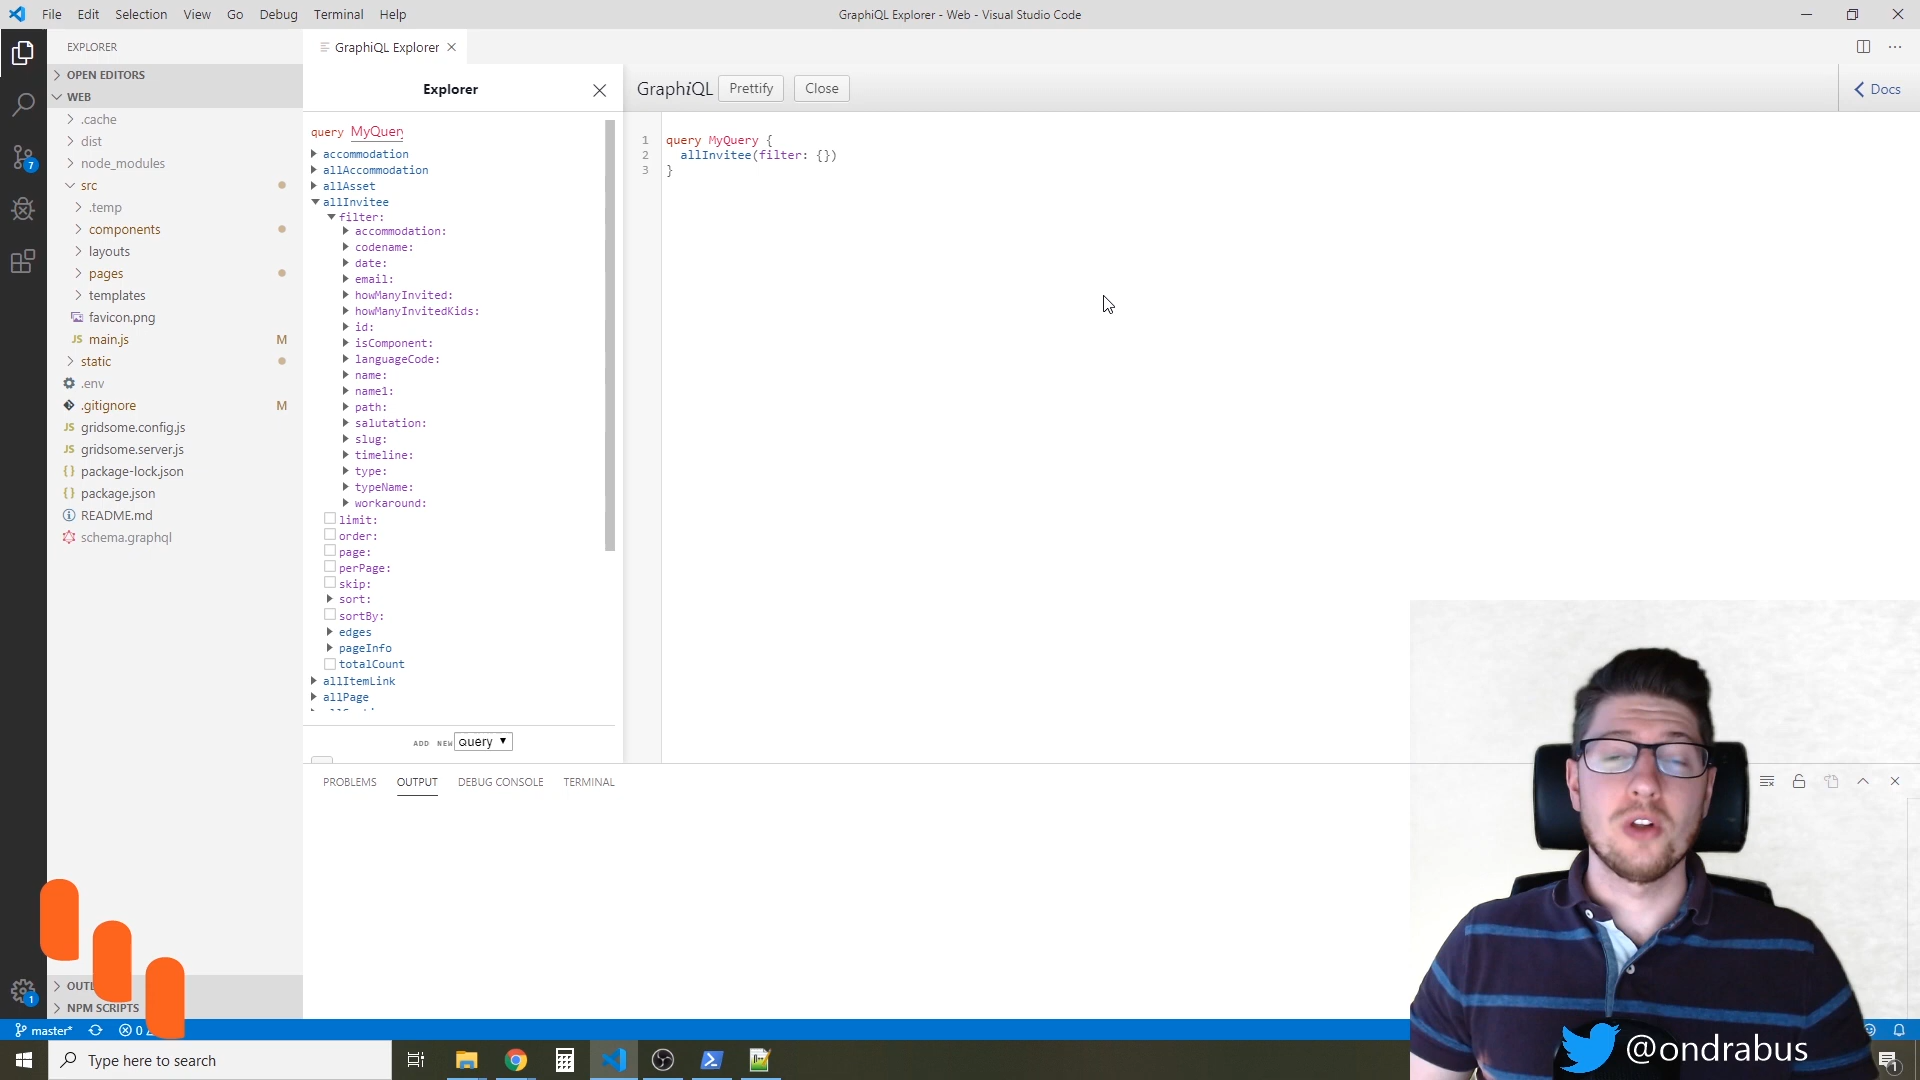 File Edit Selection View Go Debug Terminal Help
GraphiQL Explorer - Web - Visual Studio Code
EXPLORER
OPEN EDITORS
WEB
.cache
dist
node_modules
src
.temp
components
layouts
pages
templates
favicon.png
JS main.js M
static
.env
.gitignore M
JS gridsome.config.js
JS gridsome.server.js
{} package-lock.json
{} package.json
README.md
schema.graphql
NPM SCRIPTS
7
1
GraphiQL Explorer
Explorer
query MyQuery
accommodation
allAccommodation
allAsset
allInvitee
filter:
accommodation:
codename:
date:
email:
howManyInvited:
howManyInvitedKids:
id:
isComponent:
languageCode:
name:
name1:
path:
salutation:
slug:
timeline:
type:
typeName:
workaround:
limit:
order:
page:
perPage:
skip:
sort:
sortBy:
edges
pageInfo
totalCount
allItemLink
allPage
ADD NEW query
GraphiQL Prettify Close
Docs
1 query MyQuery {
2 allInvitee(filter: {})
3 }
PROBLEMS OUTPUT DEBUG CONSOLE TERMINAL
master* 0
Type here to search
@ondrabus
1